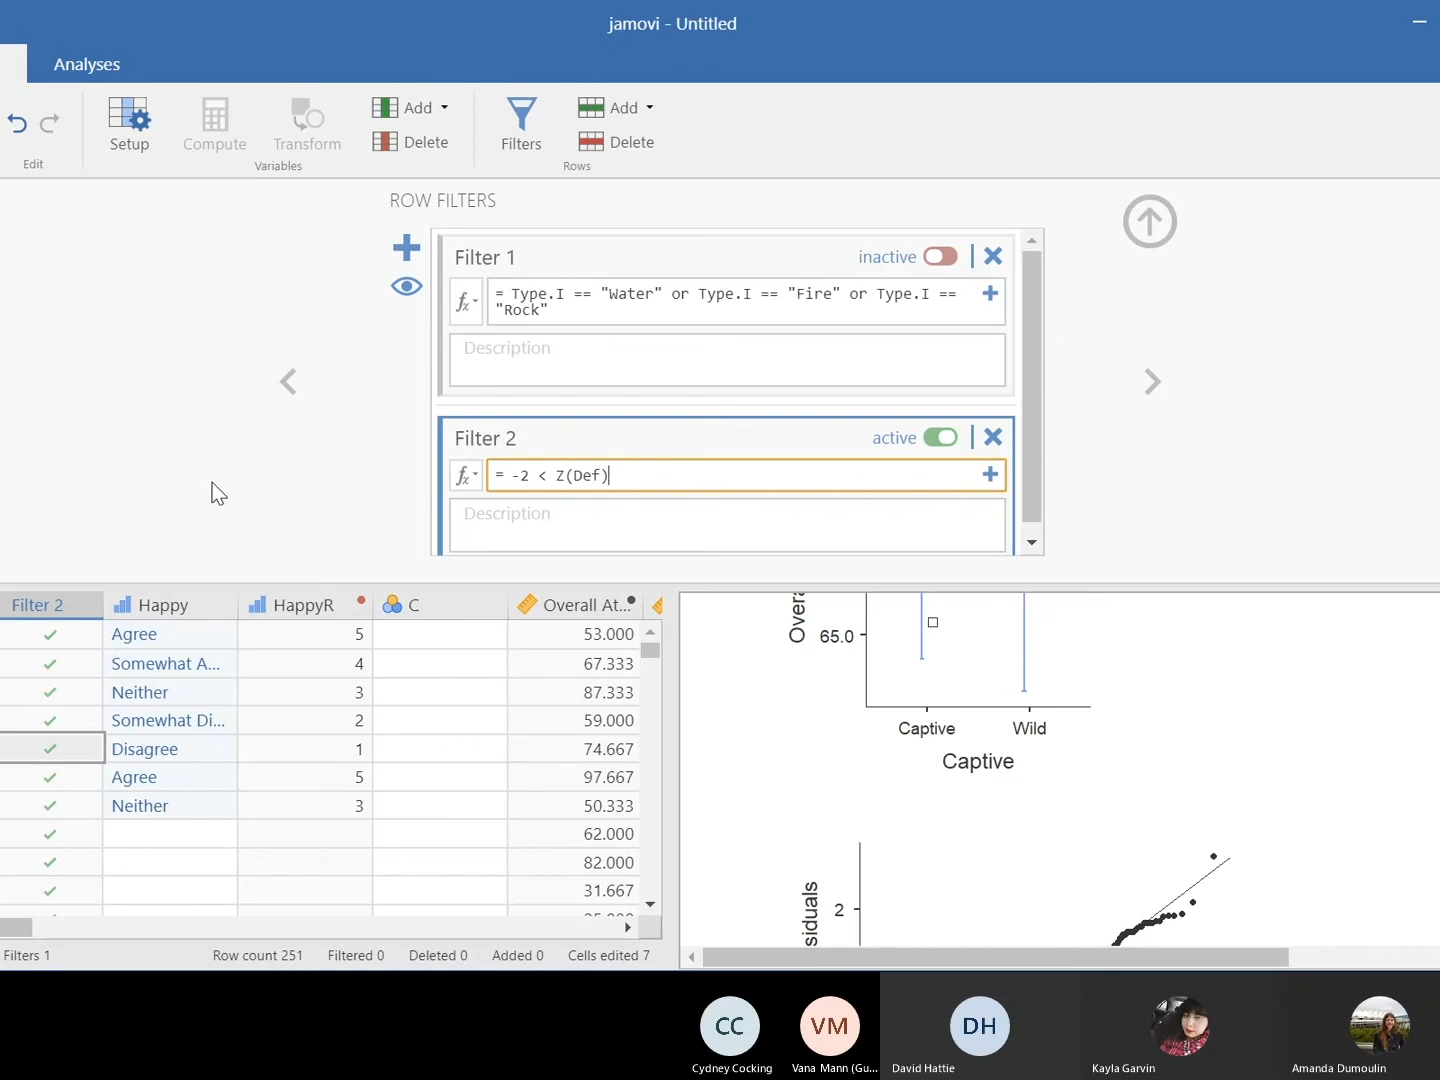 jamovi - Untitled
Analyses
Setup
Compute
Transform
Add
Delete
Filters
Add
Delete
Edit
Variables
Rows
ROW FILTERS
Filter 1
inactive
fx
= Type.I == "Water" or Type.I == "Fire" or Type.I ==
"Rock"
Description
Filter 2
active
fx
= -2 < Z(Def)
Description
Filter 2 Happy HappyR C Overall At...
Agree 5 53.000
Somewhat A... 4 67.333
Neither 3 87.333
Somewhat Di... 2 59.000
Disagree 1 74.667
Agree 5 97.667
Neither 3 50.333
62.000
82.000
31.667
Filters 1 Row count 251 Filtered 0 Deleted 0 Added 0 Cells edited 7
Overa
65.0
Captive Wild
Captive
siduals
2
CC
VM
DH
Cydney Cocking
Vana Mann (Gu...
David Hattie
Kayla Garvin
Amanda Dumoulin